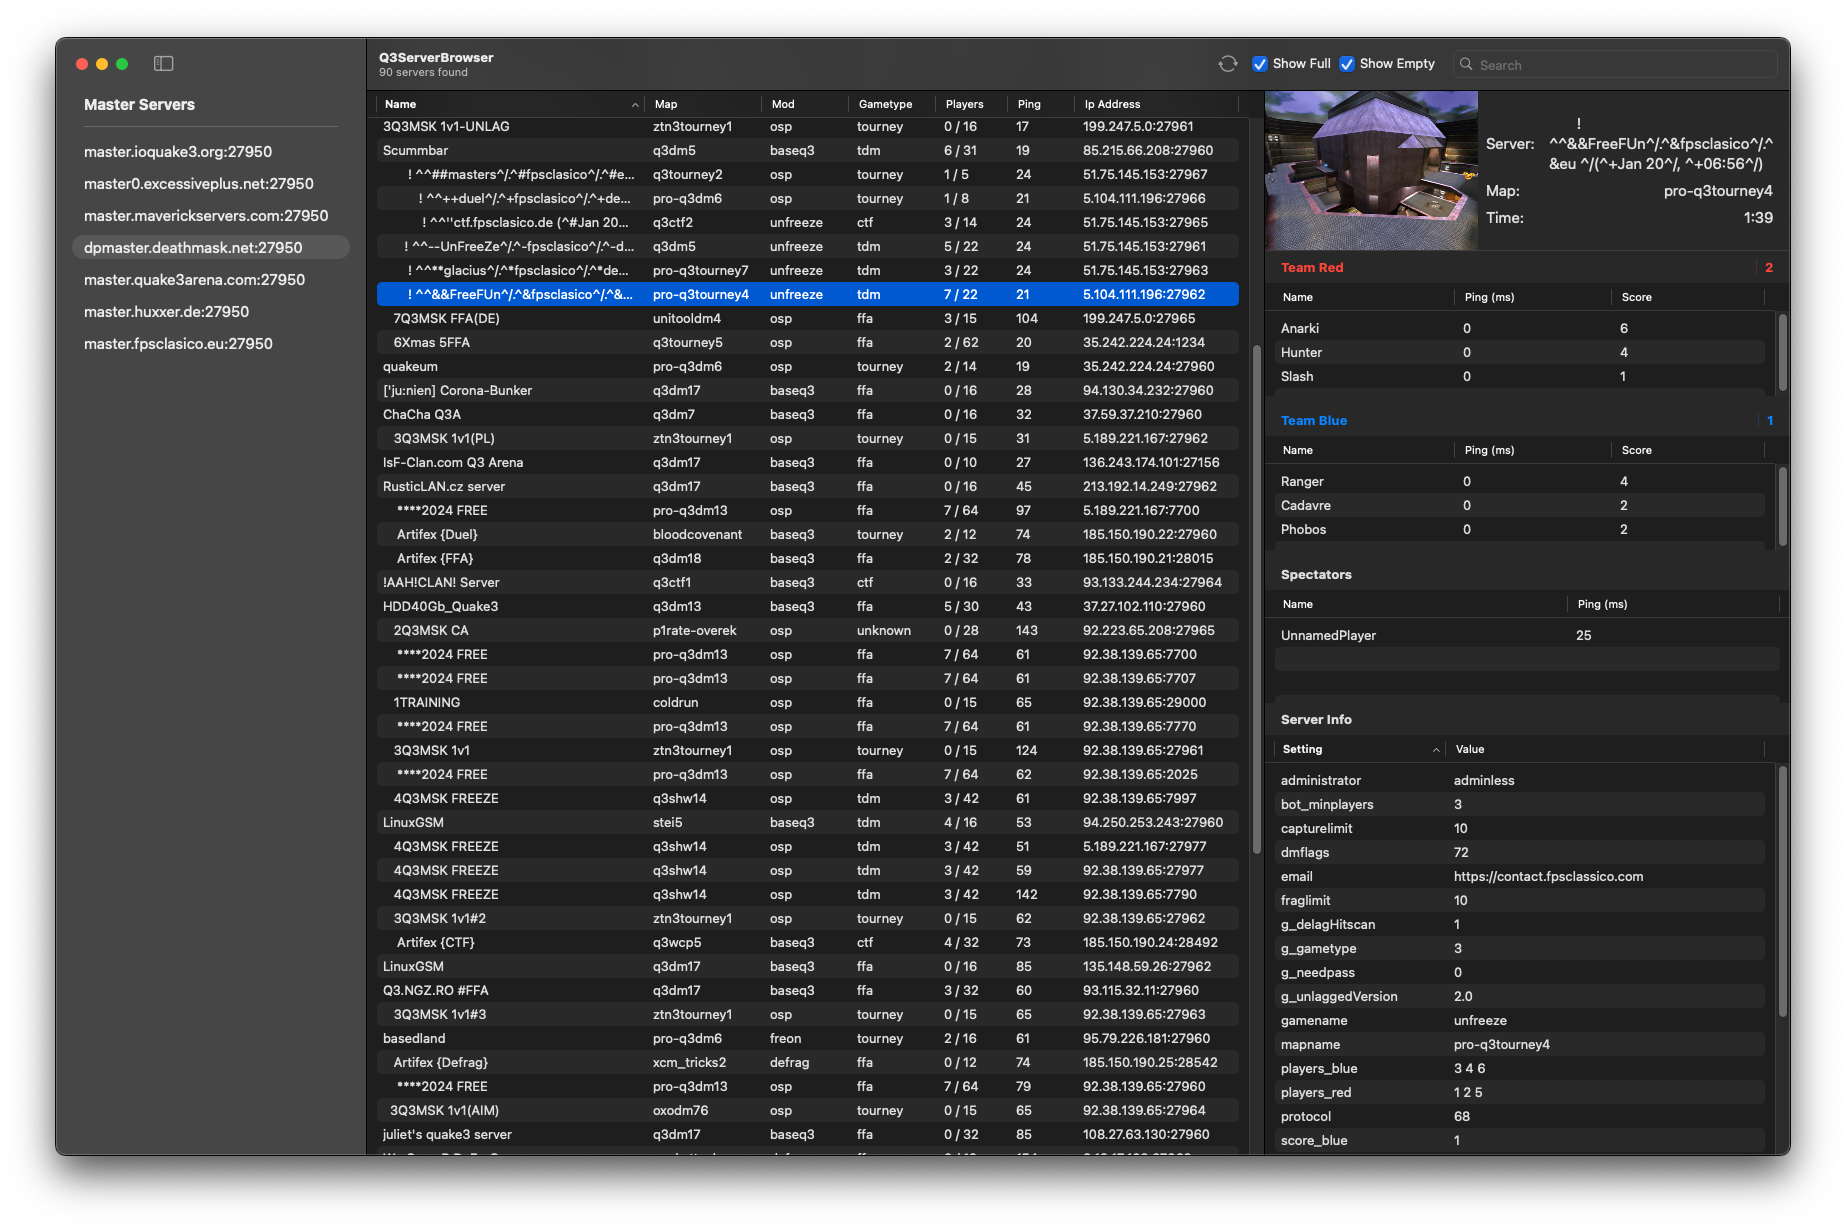 Master Servers
master.ioquake3.org:27950
master0.excessiveplus.net:27950
master.maverickservers.com:27950
dpmaster.deathmask.net:27950
master.quake3arena.com:27950
master.huxxer.de:27950
master.fpsclasico.eu:27950
Q3ServerBrowser
90 servers found
Show Full Show Empty Search
Name Map Mod Gametype Players Ping Ip Address
3Q3MSK 1v1-UNLAG ztn3tourney1 osp tourney 0 / 16 17 199.247.5.0:27961
Scummbar q3dm5 baseq3 tdm 6 / 31 19 85.215.66.208:27960
! ^^##masters^/.^#fpsclasico^/.^#e... q3tourney2 osp tourney 1 / 5 24 51.75.145.153:27967
! ^^++duel^/.^+fpsclasico^/.^+de... pro-q3dm6 osp tourney 1 / 8 21 5.104.111.196:27966
! ^^''ctf.fpsclasico.de (^#Jan 20... q3ctf2 unfreeze ctf 3 / 14 24 51.75.145.153:27965
! ^^--UnFreeZe^/.^-fpsclasico^/.^-d... q3dm5 unfreeze tdm 5 / 22 24 51.75.145.153:27961
! ^^**glacius^/.^*fpsclasico^/.^*de... pro-q3tourney7 unfreeze tdm 3 / 22 24 51.75.145.153:27963
! ^^&&FreeFUn^/.^&fpsclasico^/.^&... pro-q3tourney4 unfreeze tdm 7 / 22 21 5.104.111.196:27962
7Q3MSK FFA(DE) unitooldm4 osp ffa 3 / 15 104 199.247.5.0:27965
6Xmas 5FFA q3tourney5 osp ffa 2 / 62 20 35.242.224.24:1234
quakeum pro-q3dm6 osp tourney 2 / 14 19 35.242.224.24:27960
['ju:nien] Corona-Bunker q3dm17 baseq3 ffa 0 / 16 28 94.130.34.232:27960
ChaCha Q3A q3dm7 baseq3 ffa 0 / 16 32 37.59.37.210:27960
3Q3MSK 1v1(PL) ztn3tourney1 osp tourney 0 / 15 31 5.189.221.167:27962
IsF-Clan.com Q3 Arena q3dm17 baseq3 ffa 0 / 10 27 136.243.174.101:27156
RusticLAN.cz server q3dm17 baseq3 ffa 0 / 16 45 213.192.14.249:27962
****2024 FREE pro-q3dm13 osp ffa 7 / 64 97 5.189.221.167:7700
Artifex {Duel} bloodcovenant baseq3 tourney 2 / 12 74 185.150.190.22:27960
Artifex {FFA} q3dm18 baseq3 ffa 2 / 32 78 185.150.190.21:28015
!AAH!CLAN! Server q3ctf1 baseq3 ctf 0 / 16 33 93.133.244.234:27964
HDD40Gb_Quake3 q3dm13 baseq3 ffa 5 / 30 43 37.27.102.110:27960
2Q3MSK CA p1rate-overek osp unknown 0 / 28 143 92.223.65.208:27965
****2024 FREE pro-q3dm13 osp ffa 7 / 64 61 92.38.139.65:7700
****2024 FREE pro-q3dm13 osp ffa 7 / 64 61 92.38.139.65:7707
1TRAINING coldrun osp ffa 0 / 15 65 92.38.139.65:29000
****2024 FREE pro-q3dm13 osp ffa 7 / 64 61 92.38.139.65:7770
3Q3MSK 1v1 ztn3tourney1 osp tourney 0 / 15 124 92.38.139.65:27961
****2024 FREE pro-q3dm13 osp ffa 7 / 64 62 92.38.139.65:2025
4Q3MSK FREEZE q3shw14 osp tdm 3 / 42 61 92.38.139.65:7997
LinuxGSM stei5 baseq3 tdm 4 / 16 53 94.250.253.243:27960
4Q3MSK FREEZE q3shw14 osp tdm 3 / 42 51 5.189.221.167:27977
4Q3MSK FREEZE q3shw14 osp tdm 3 / 42 59 92.38.139.65:27977
4Q3MSK FREEZE q3shw14 osp tdm 3 / 42 142 92.38.139.65:7790
3Q3MSK 1v1#2 ztn3tourney1 osp tourney 0 / 15 62 92.38.139.65:27962
Artifex {CTF} q3wcp5 baseq3 ctf 4 / 32 73 185.150.190.24:28492
LinuxGSM q3dm17 baseq3 ffa 0 / 16 85 135.148.59.26:27962
Q3.NGZ.RO #FFA q3dm17 baseq3 ffa 3 / 32 60 93.115.32.11:27960
3Q3MSK 1v1#3 ztn3tourney1 osp tourney 0 / 15 65 92.38.139.65:27963
basedland pro-q3dm6 freon tourney 2 / 16 61 95.79.226.181:27960
Artifex {Defrag} xcm_tricks2 defrag ffa 0 / 12 74 185.150.190.25:28542
****2024 FREE pro-q3dm13 osp ffa 7 / 64 79 92.38.139.65:27960
3Q3MSK 1v1(AIM) oxodm76 osp tourney 0 / 15 65 92.38.139.65:27964
juliet's quake3 server q3dm17 baseq3 ffa 0 / 32 85 108.27.63.130:27960
Server: ! ^^&&FreeFUn^/.^&fpsclasico^/.^
&eu ^/(^+Jan 20^/, ^+06:56^/)
Map: pro-q3tourney4
Time: 1:39
Team Red 2
Name Ping (ms) Score
Anarki 0 6
Hunter 0 4
Slash 0 1
Team Blue 1
Name Ping (ms) Score
Ranger 0 4
Cadavre 0 2
Phobos 0 2
Spectators
Name Ping (ms)
UnnamedPlayer 25
Server Info
Setting Value
administrator adminless
bot_minplayers 3
capturelimit 10
dmflags 72
email https://contact.fpsclassico.com
fraglimit 10
g_delagHitscan 1
g_gametype 3
g_needpass 0
g_unlaggedVersion 2.0
gamename unfreeze
mapname pro-q3tourney4
players_blue 3 4 6
players_red 1 2 5
protocol 68
score_blue 1